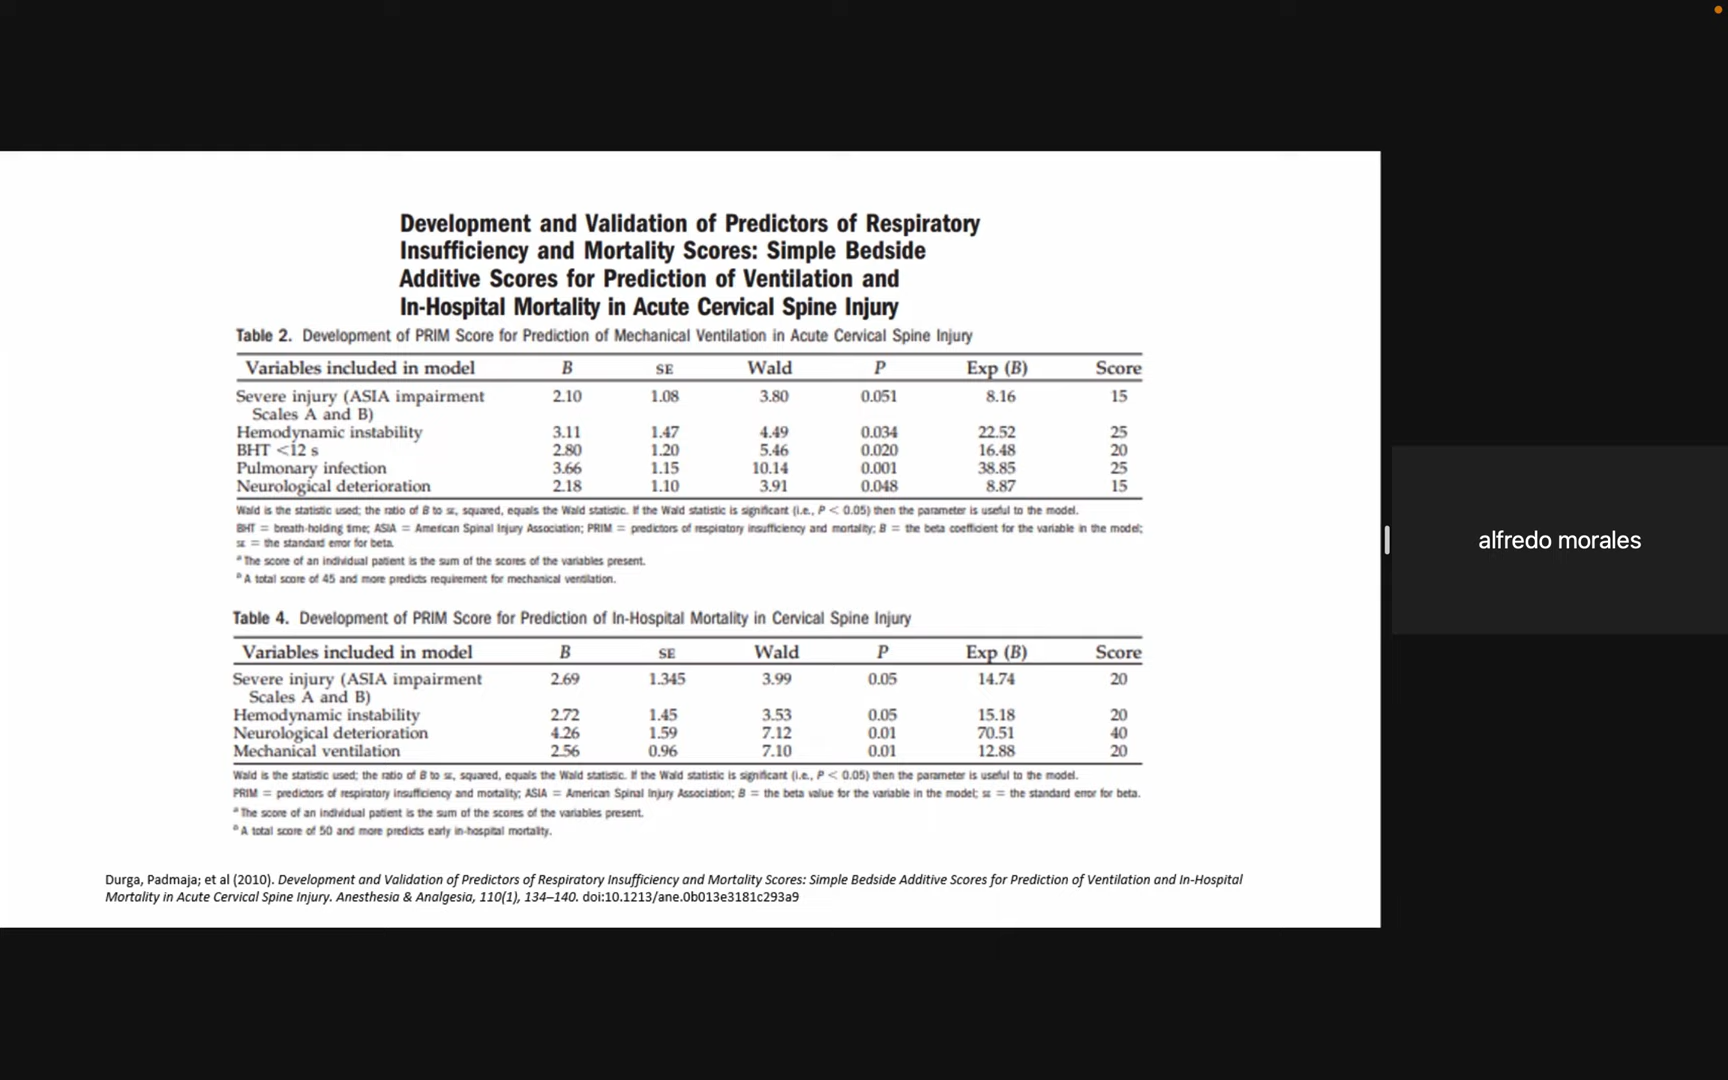 Development and Validation of Predictors of Respiratory
Insufficiency and Mortality Scores: Simple Bedside
Additive Scores for Prediction of Ventilation and
In-Hospital Mortality in Acute Cervical Spine Injury
Table 2. Development of PRIM Score for Prediction of Mechanical Ventilation in Acute Cervical Spine Injury
Variables included in model B SE Wald P Exp (B) Score
Severe injury (ASIA impairment 2.10 1.08 3.80 0.051 8.16 15
Scales A and B)
Hemodynamic instability 3.11 1.47 4.49 0.034 22.52 25
BHT <12 s 2.80 1.20 5.46 0.020 16.48 20
Pulmonary infection 3.66 1.15 10.14 0.001 38.85 25
Neurological deterioration 2.18 1.10 3.91 0.048 8.87 15
Wald is the statistic used; the ratio of B to SE, squared, equals the Wald statistic. If the Wald statistic is significant (i.e., P < 0.05) then the parameter is useful to the model.
BHT = breath-holding time; ASIA = American Spinal Injury Association; PRIM = predictors of respiratory insufficiency and mortality; B = the beta coefficient for the variable in the model;
SE = the standard error for beta.
a The score of an individual patient is the sum of the scores of the variables present.
b A total score of 45 and more predicts requirement for mechanical ventilation.
Table 4. Development of PRIM Score for Prediction of In-Hospital Mortality in Cervical Spine Injury
Variables included in model B SE Wald P Exp (B) Score
Severe injury (ASIA impairment 2.69 1.345 3.99 0.05 14.74 20
Scales A and B)
Hemodynamic instability 2.72 1.45 3.53 0.05 15.18 20
Neurological deterioration 4.26 1.59 7.12 0.01 70.51 40
Mechanical ventilation 2.56 0.96 7.10 0.01 12.88 20
Wald is the statistic used; the ratio of B to SE, squared, equals the Wald statistic. If the Wald statistic is significant (i.e., P < 0.05) then the parameter is useful to the model.
PRIM = predictors of respiratory insufficiency and mortality; ASIA = American Spinal Injury Association; B = the beta value for the variable in the model; SE = the standard error for beta.
a The score of an individual patient is the sum of the scores of the variables present.
b A total score of 50 and more predicts early in-hospital mortality.
Durga, Padmaja; et al (2010). Development and Validation of Predictors of Respiratory Insufficiency and Mortality Scores: Simple Bedside Additive Scores for Prediction of Ventilation and In-Hospital
Mortality in Acute Cervical Spine Injury. Anesthesia & Analgesia, 110(1), 134–140. doi:10.1213/ane.0b013e3181c293a9
alfredo morales